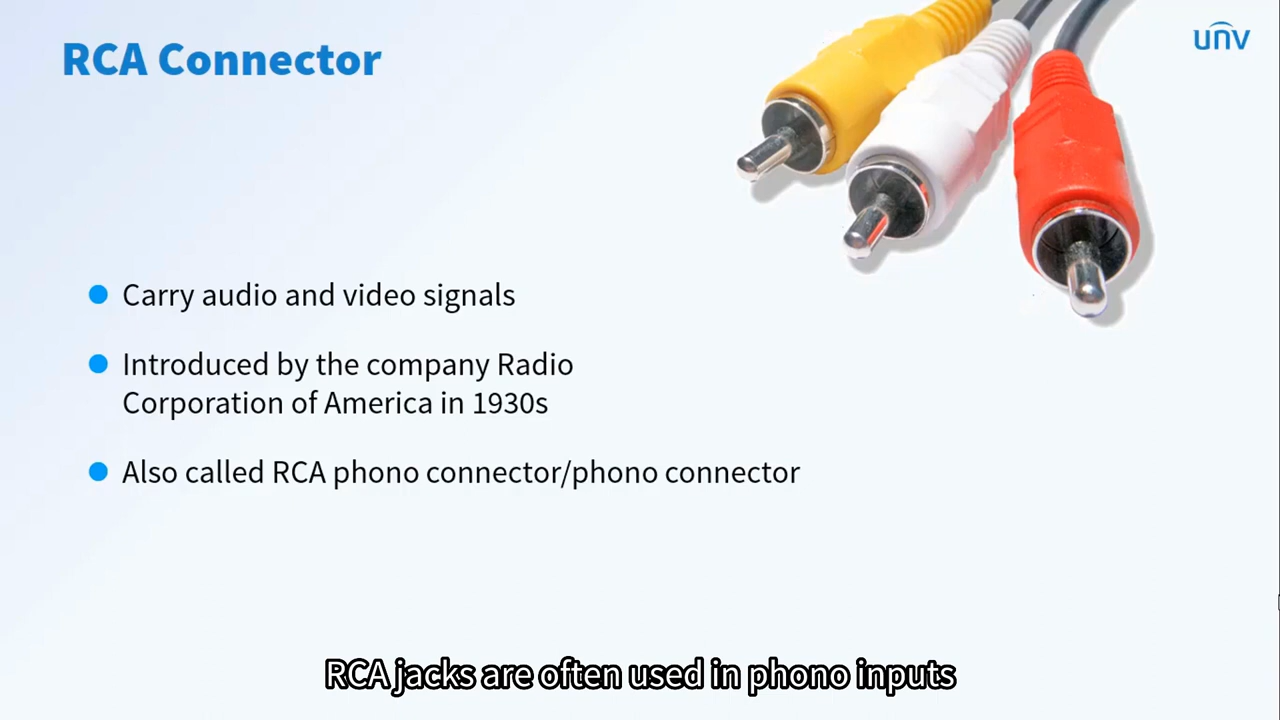 RCA Connector
unv
Carry audio and video signals
Introduced by the company Radio
Corporation of America in 1930s
Also called RCA phono connector/phono connector
RCA jacks are often used in phono inputs